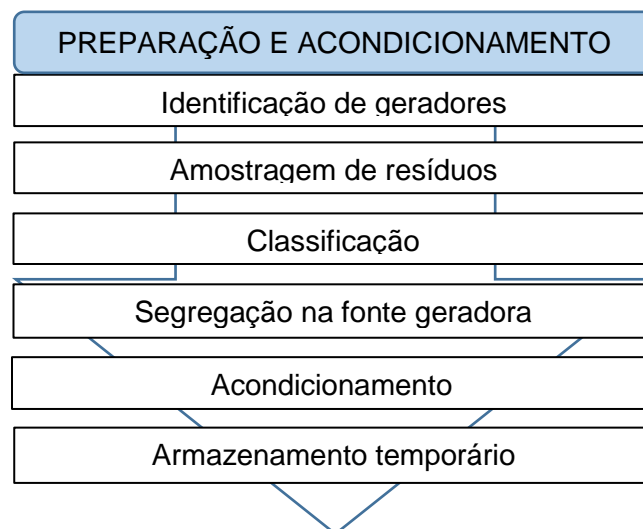 PREPARAÇÃO E ACONDICIONAMENTO
Identificação de geradores
Amostragem de resíduos
Classificação
Segregação na fonte geradora
Acondicionamento
Armazenamento temporário